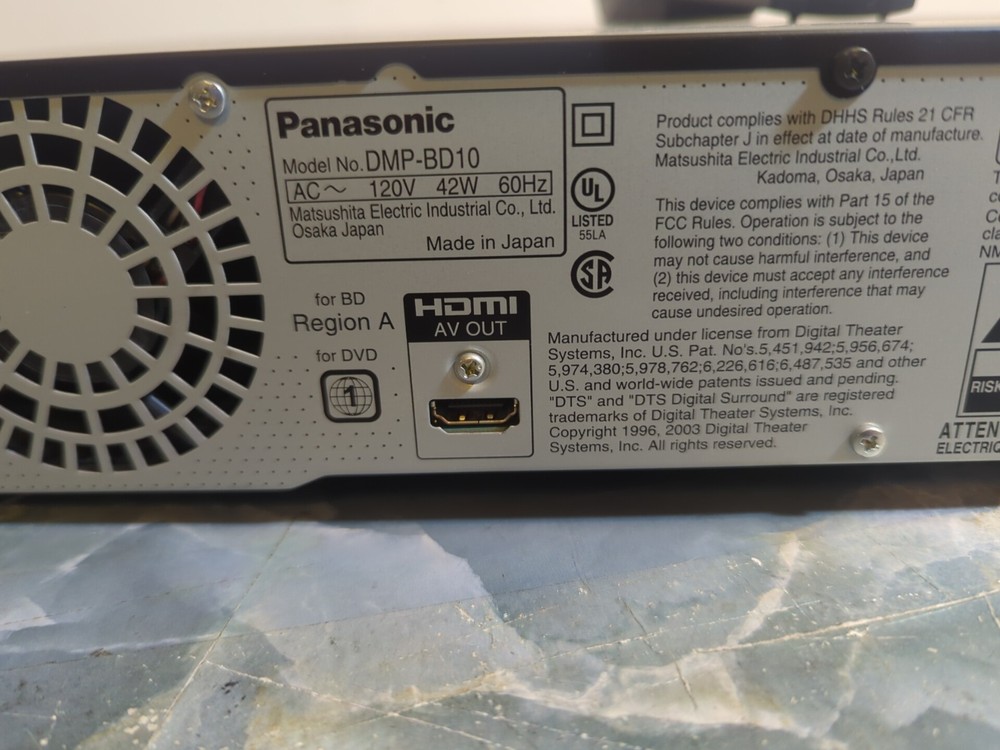 Panasonic
Model No. DMP-BD10
AC～ 120V 42W 60Hz
Matsushita Electric Industrial Co., Ltd.
Osaka Japan
Made in Japan
UL
LISTED
55LA
SA
for BD
Region A
for DVD
1
HDMI
AV OUT
Product complies with DHHS Rules 21 CFR
Subchapter J in effect at date of manufacture.
Matsushita Electric Industrial Co.,Ltd.
Kadoma, Osaka, Japan
This device complies with Part 15 of the
FCC Rules. Operation is subject to the
following two conditions: (1) This device
may not cause harmful interference, and
(2) this device must accept any interference
received, including interference that may
cause undesired operation.
Manufactured under license from Digital Theater
Systems, Inc. U.S. Pat. No's.5,451,942;5,956,674;
5,974,380;5,978,762;6,226,616;6,487,535 and other
U.S. and world-wide patents issued and pending.
"DTS" and "DTS Digital Surround" are registered
trademarks of Digital Theater Systems, Inc.
Copyright 1996, 2003 Digital Theater
Systems, Inc. All rights reserved.
NM
RISK
ATTEN
ELECTRIQ